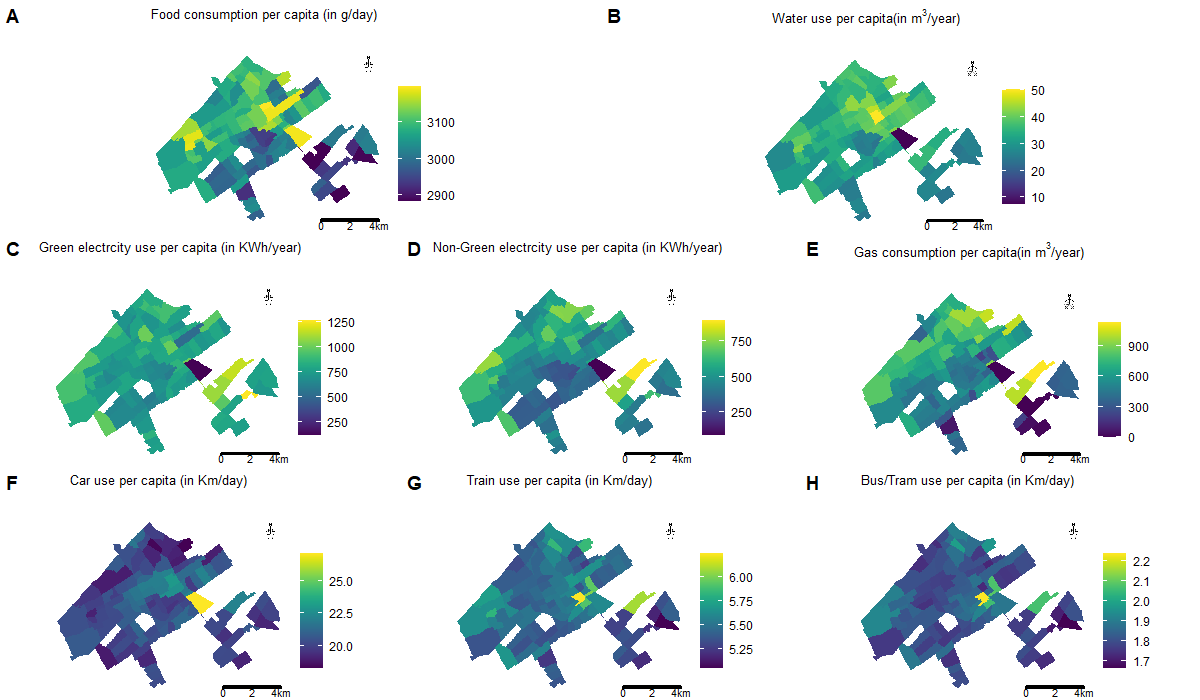 A Food consumption per capita (in g/day)
3100
3000
2900
0 2 4km
B Water use per capita(in m³/year)
50
40
30
20
10
0 2 4km
C Green electrcity use per capita (in KWh/year)
1250
1000
750
500
250
0 2 4km
D Non-Green electrcity use per capita (in KWh/year)
750
500
250
0 2 4km
E Gas consumption per capita(in m³/year)
900
600
300
0
0 2 4km
F Car use per capita (in Km/day)
25.0
22.5
20.0
0 2 4km
G Train use per capita (in Km/day)
6.00
5.75
5.50
5.25
0 2 4km
H Bus/Tram use per capita (in Km/day)
2.2
2.1
2.0
1.9
1.8
1.7
0 2 4km